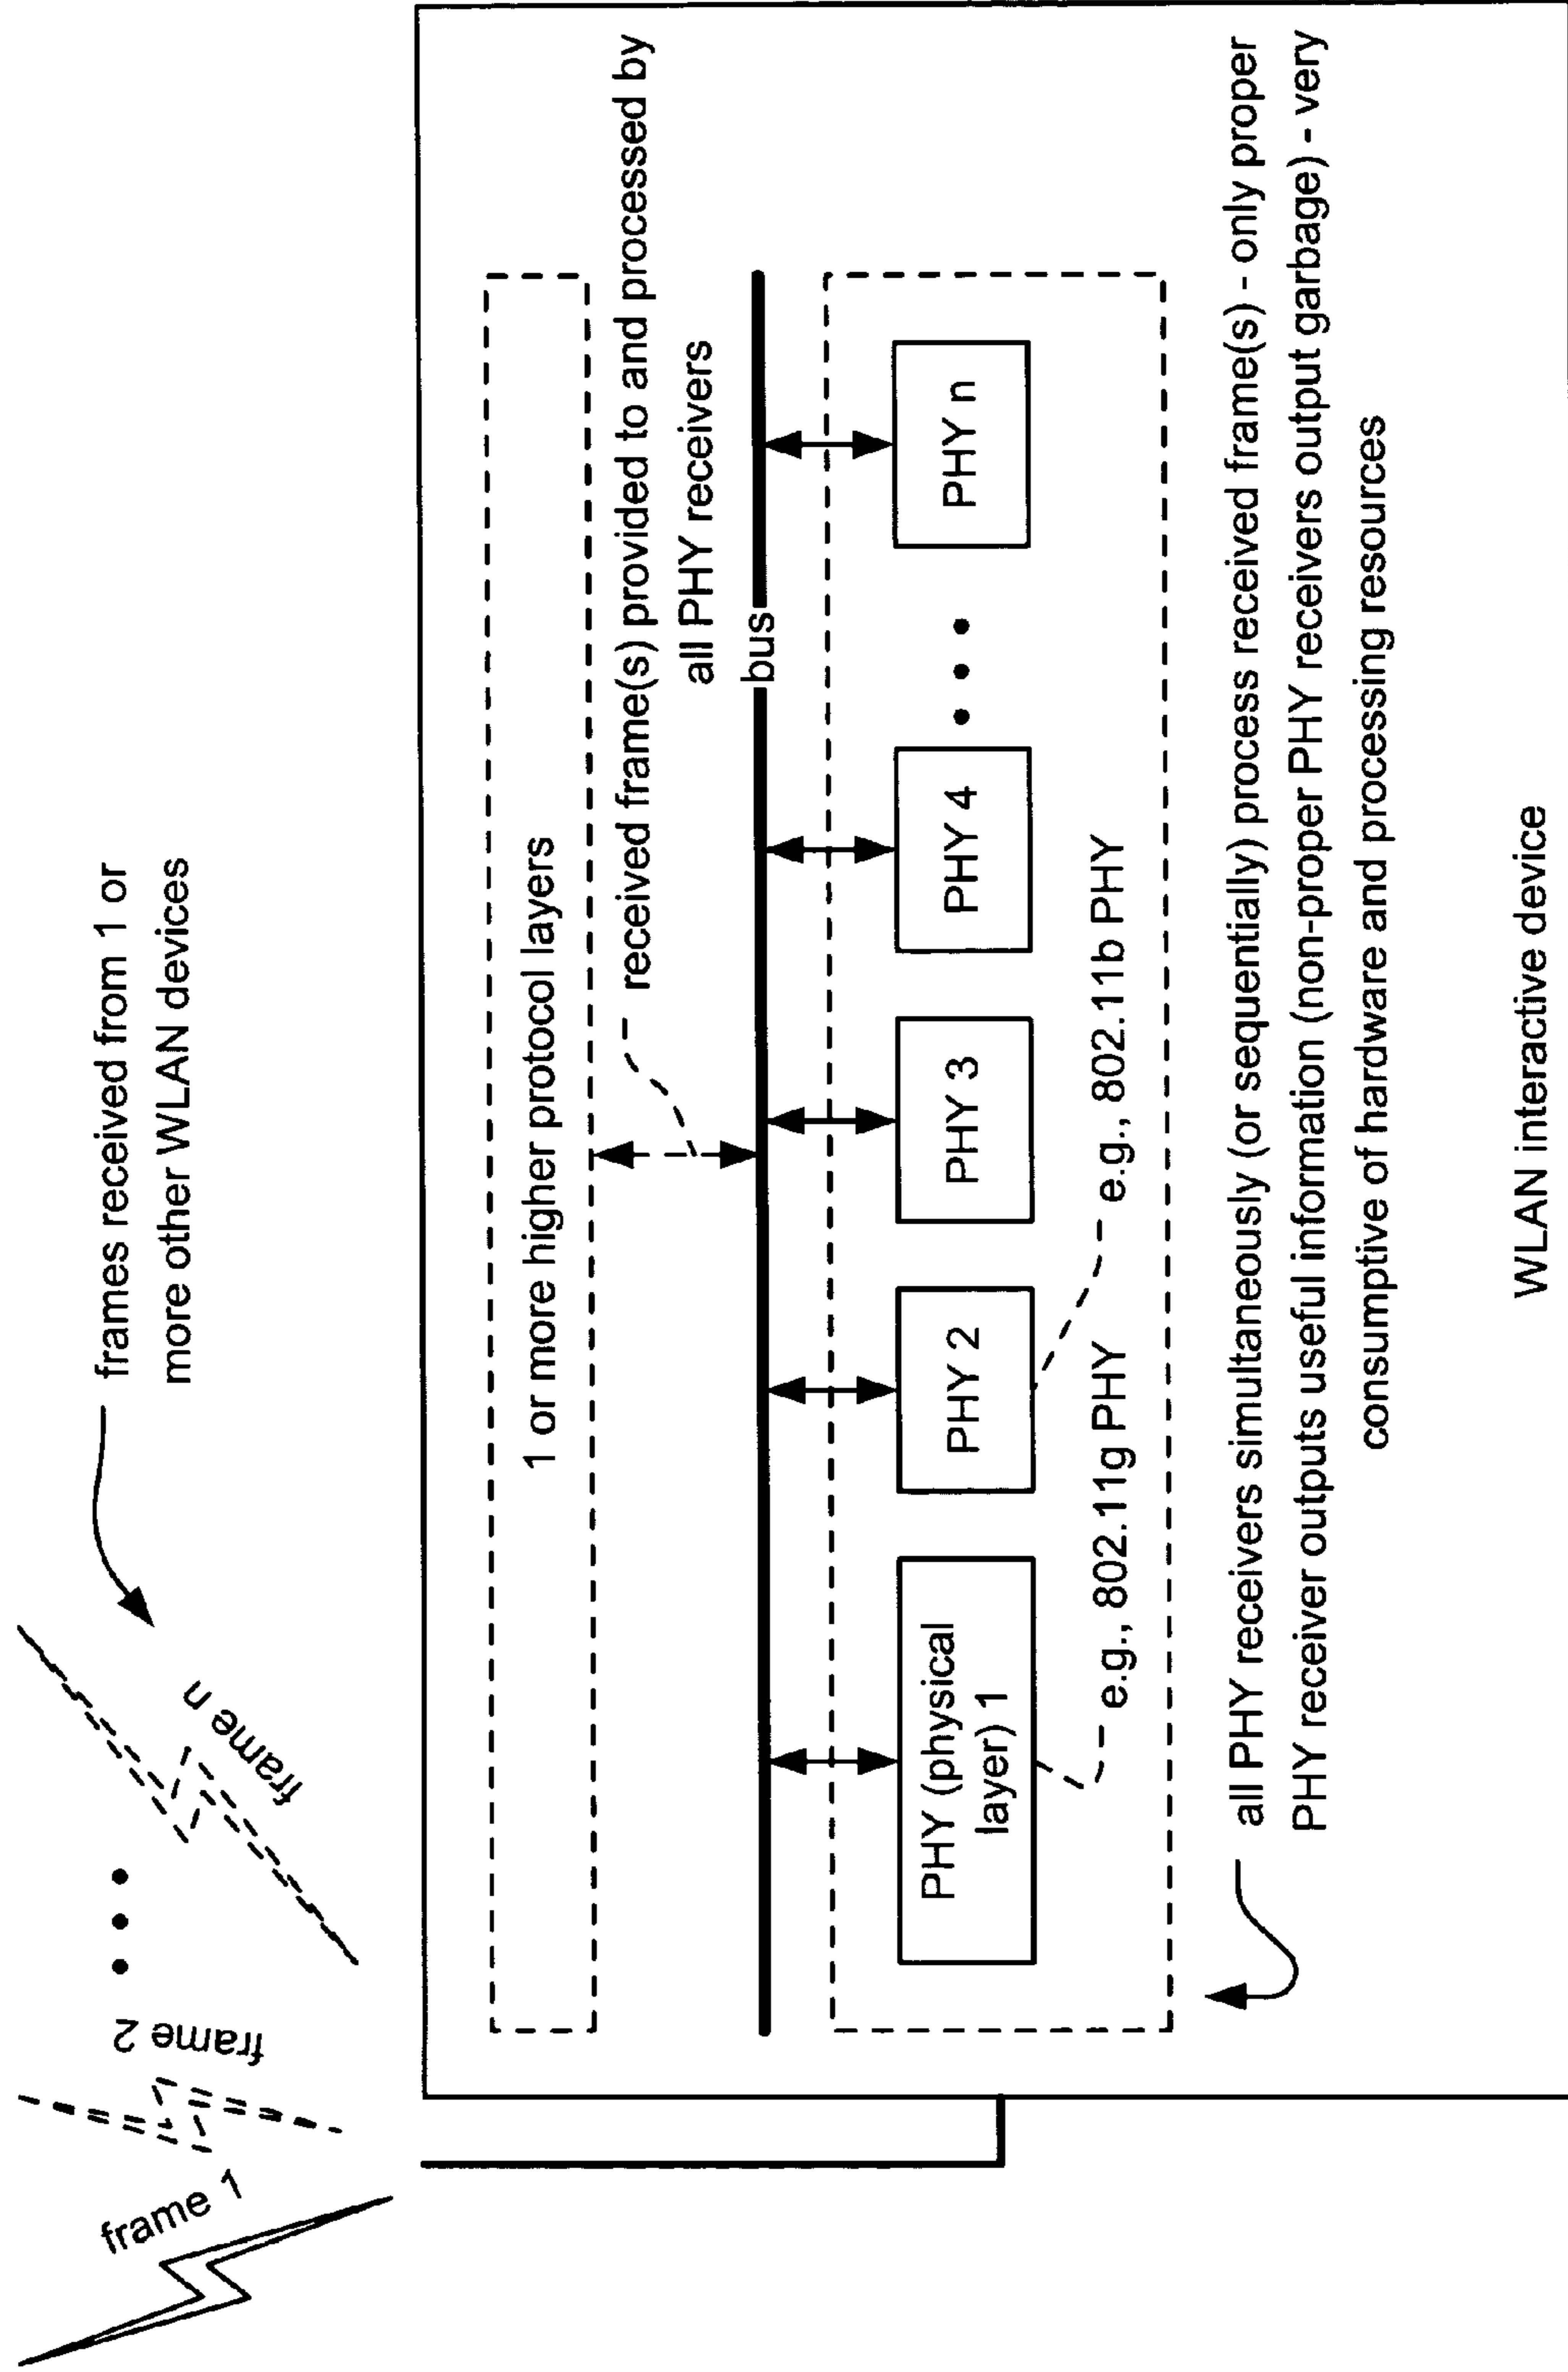 frame 1
frame 2
frame n
frames received from 1 or
more other WLAN devices
1 or more higher protocol layers
received frame(s) provided to and processed by
all PHY receivers
bus
PHY (physical
layer) 1
PHY 2
PHY 3
PHY 4
PHY n
e.g., 802.11g PHY
e.g., 802.11b PHY
all PHY receivers simultaneously (or sequentially) process received frame(s) - only proper
PHY receiver outputs useful information (non-proper PHY receivers output garbage) - very
consumptive of hardware and processing resources
WLAN interactive device